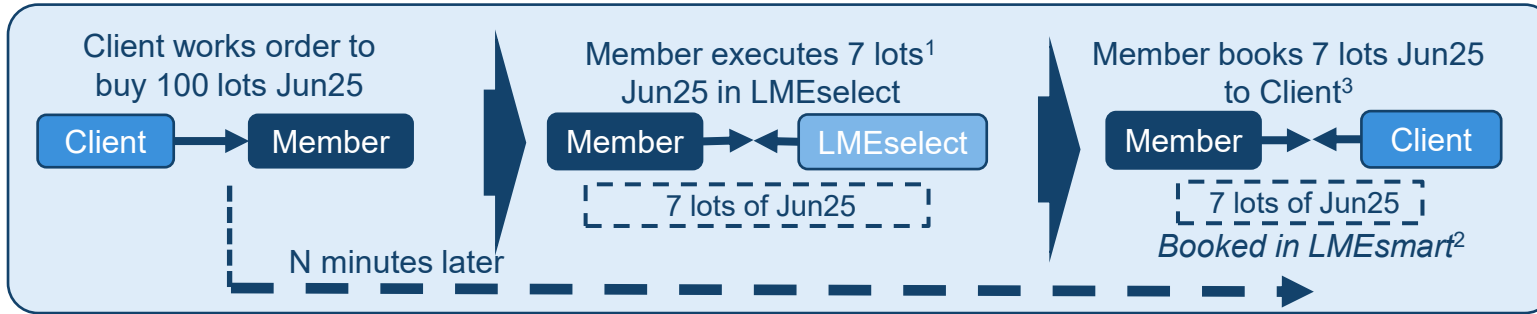 Client works order to
buy 100 lots Jun25
Client
Member
N minutes later
Member executes 7 lots¹
Jun25 in LMEselect
Member
LMEselect
7 lots of Jun25
Member books 7 lots Jun25
to Client³
Member
Client
7 lots of Jun25
Booked in LMEsmart²